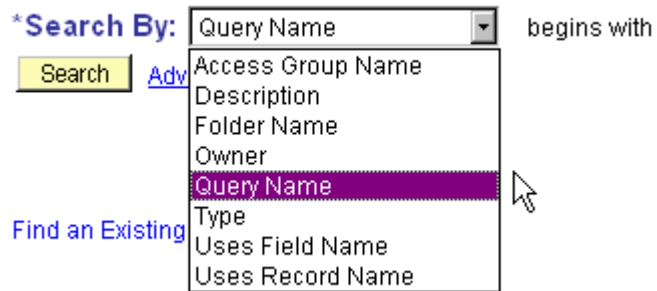 *Search By: Query Name begins with
Search Adv
Access Group Name
Description
Folder Name
Owner
Query Name
Type
Find an Existing
Uses Field Name
Uses Record Name